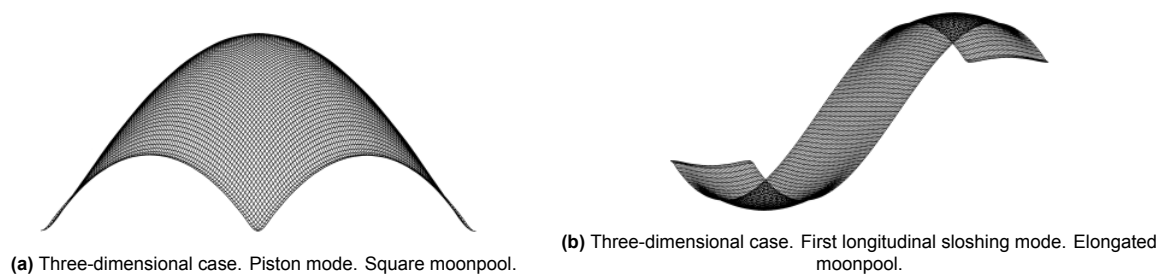 (a) Three-dimensional case. Piston mode. Square moonpool.
(b) Three-dimensional case. First longitudinal sloshing mode. Elongated
moonpool.